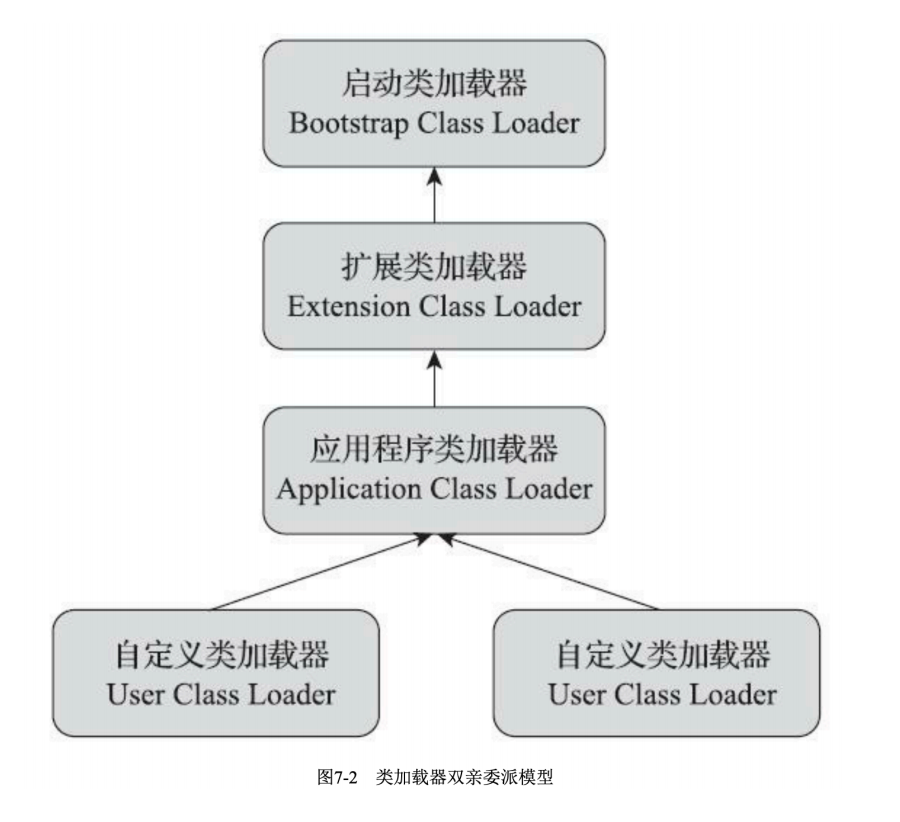 启动类加载器
Bootstrap Class Loader
扩展类加载器
Extension Class Loader
应用程序类加载器
Application Class Loader
自定义类加载器
User Class Loader
自定义类加载器
User Class Loader
图7-2 类加载器双亲委派模型